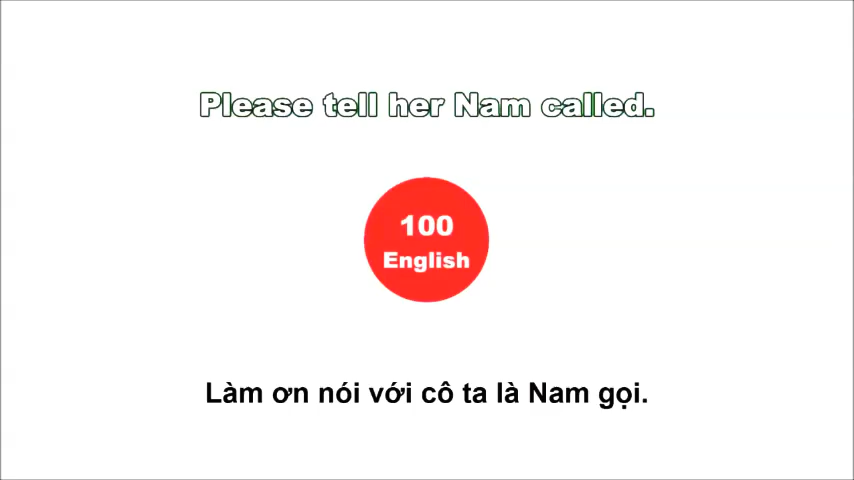 Please tell her Nam called.
100
English
Làm ơn nói với cô ta là Nam gọi.